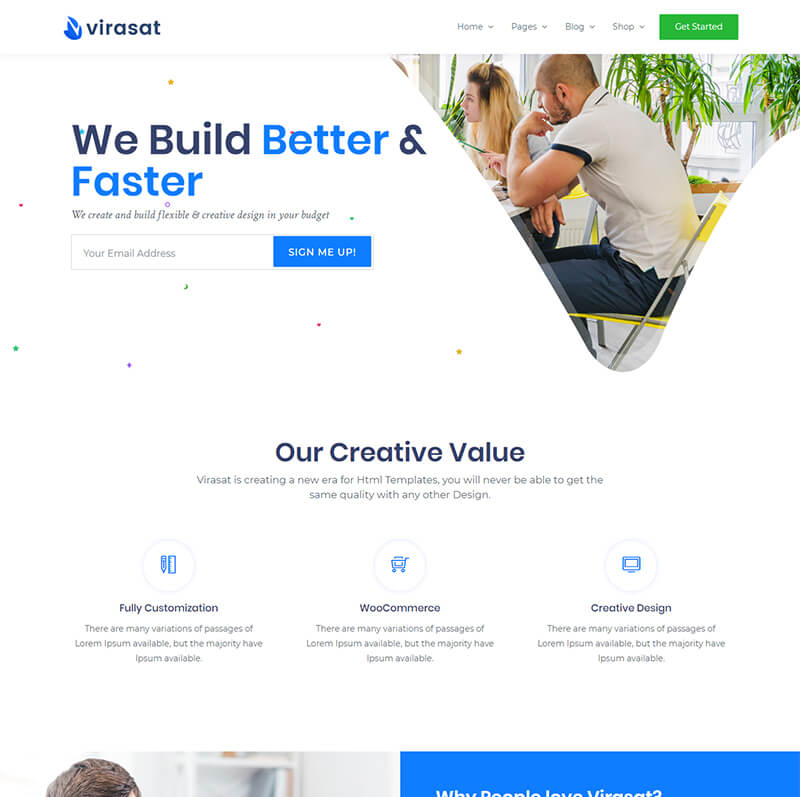 virasat
Home Pages Blog Shop Get Started
We Build Better &
Faster
We create and build flexible & creative design in your budget
Your Email Address SIGN ME UP!
Our Creative Value
Virasat is creating a new era for Html Templates, you will never be able to get the
same quality with any other Design.
Fully Customization
There are many variations of passages of
Lorem Ipsum available, but the majority have
Ipsum available.
WooCommerce
There are many variations of passages of
Lorem Ipsum available, but the majority have
Ipsum available.
Creative Design
There are many variations of passages of
Lorem Ipsum available, but the majority have
Ipsum available.
Why People love Virasat?